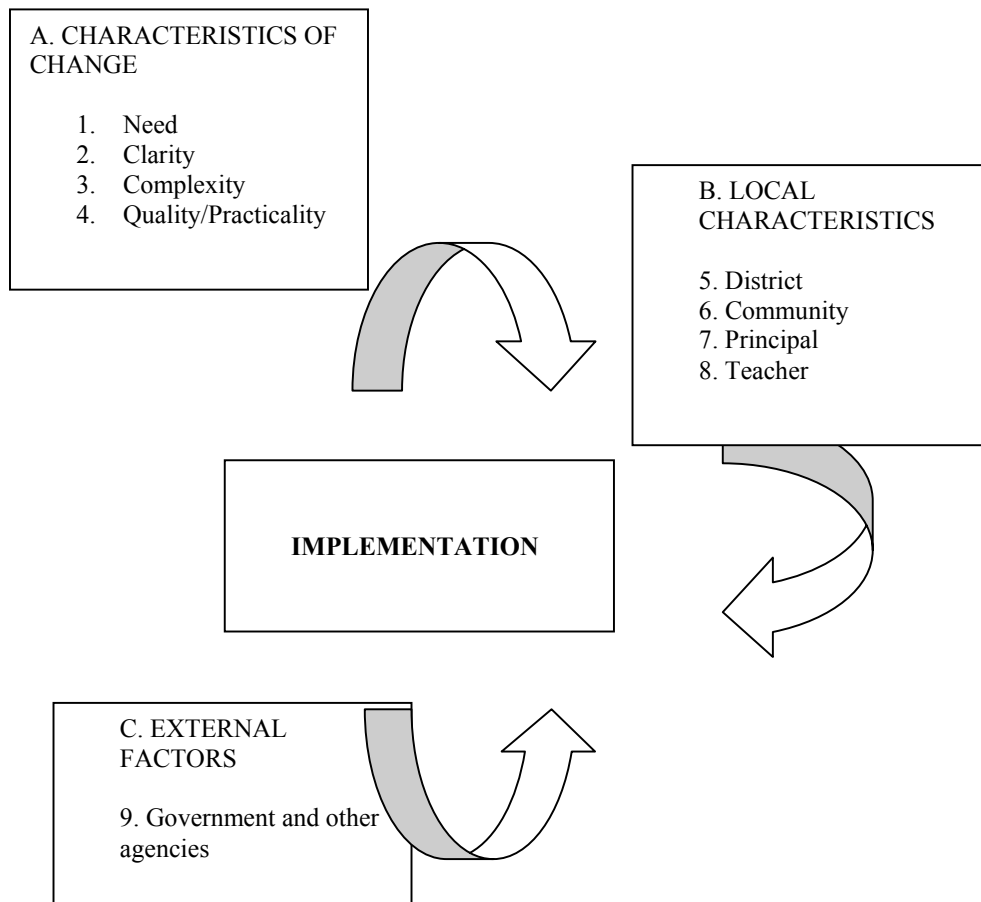 A. CHARACTERISTICS OF
CHANGE
1. Need
2. Clarity
3. Complexity
4. Quality/Practicality
B. LOCAL
CHARACTERISTICS
5. District
6. Community
7. Principal
8. Teacher
IMPLEMENTATION
C. EXTERNAL
FACTORS
9. Government and other
agencies